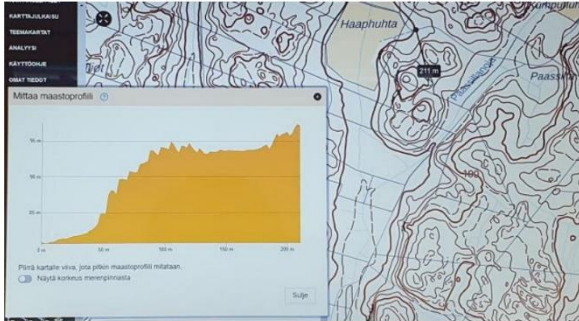 KARTTAJULKAISU
TEEMAKARTAT
ANALYYSI
KÄYTTÖOHJE
OMAT TIEDOT
Mittaa maastoprofiili
0 m
50 m
100 m
150 m
200 m
Piirrä kartalle viiva, jota pitkin maastoprofiili mitataan.
Näytä korkeus merenpinnasta
Sulje
Haaphuhta
211 m
100